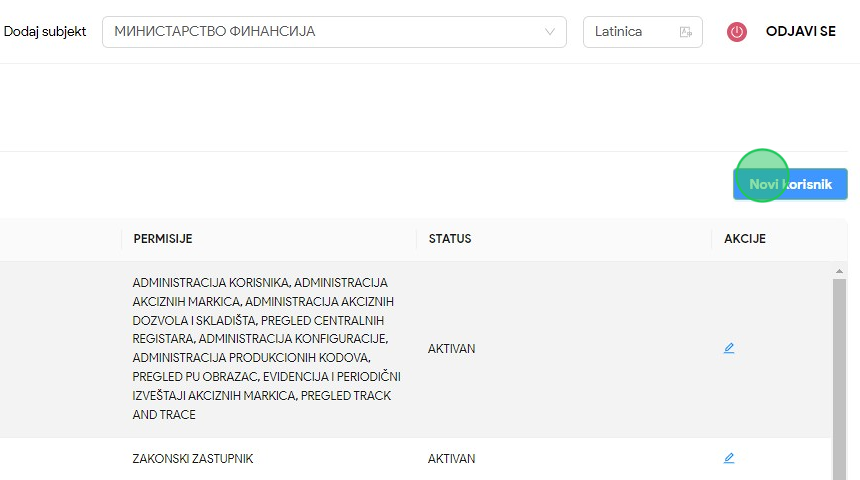 Dodaj subjekt МИНИСТАРСТВО ФИНАНСИЈА Latinica ODJAVI SE
Novi korisnik
PERMISIJE STATUS AKCIJE
ADMINISTRACIJA KORISNIKA, ADMINISTRACIJA
AKCIZNIH MARKICA, ADMINISTRACIJA AKCIZNIH
DOZVOLA I SKLADIŠTA, PREGLED CENTRALNIH
REGISTARA, ADMINISTRACIJA KONFIGURACIJE,
ADMINISTRACIJA PRODUKCIONIH KODOVA,
PREGLED PU OBRAZAC, EVIDENCIJA I PERIODIČNI
IZVEŠTAJI AKCIZNIH MARKICA, PREGLED TRACK
AND TRACE
AKTIVAN
ZAKONSKI ZASTUPNIK AKTIVAN